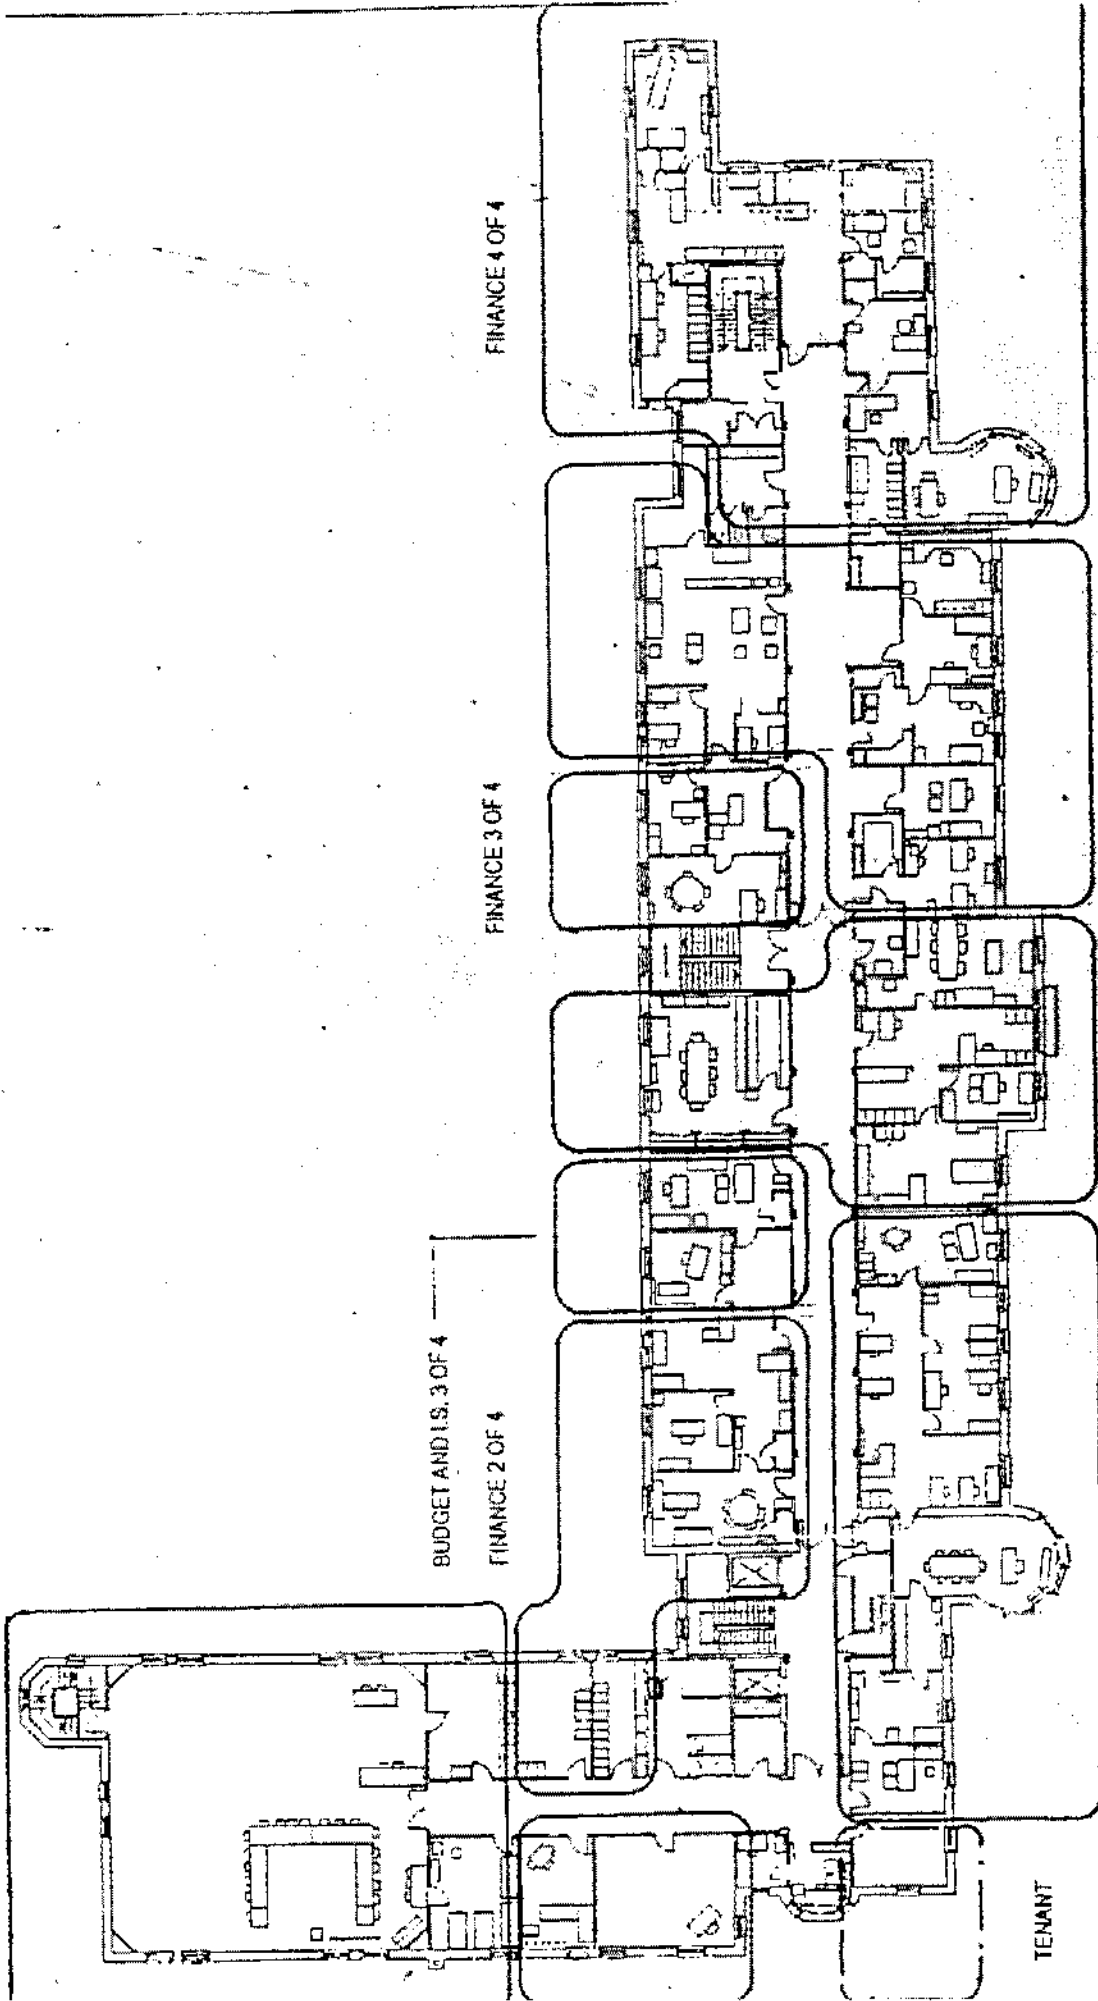 FINANCE 4 OF 4
FINANCE 3 OF 4
BUDGET AND I.S. 3 OF 4
FINANCE 2 OF 4
TENANT